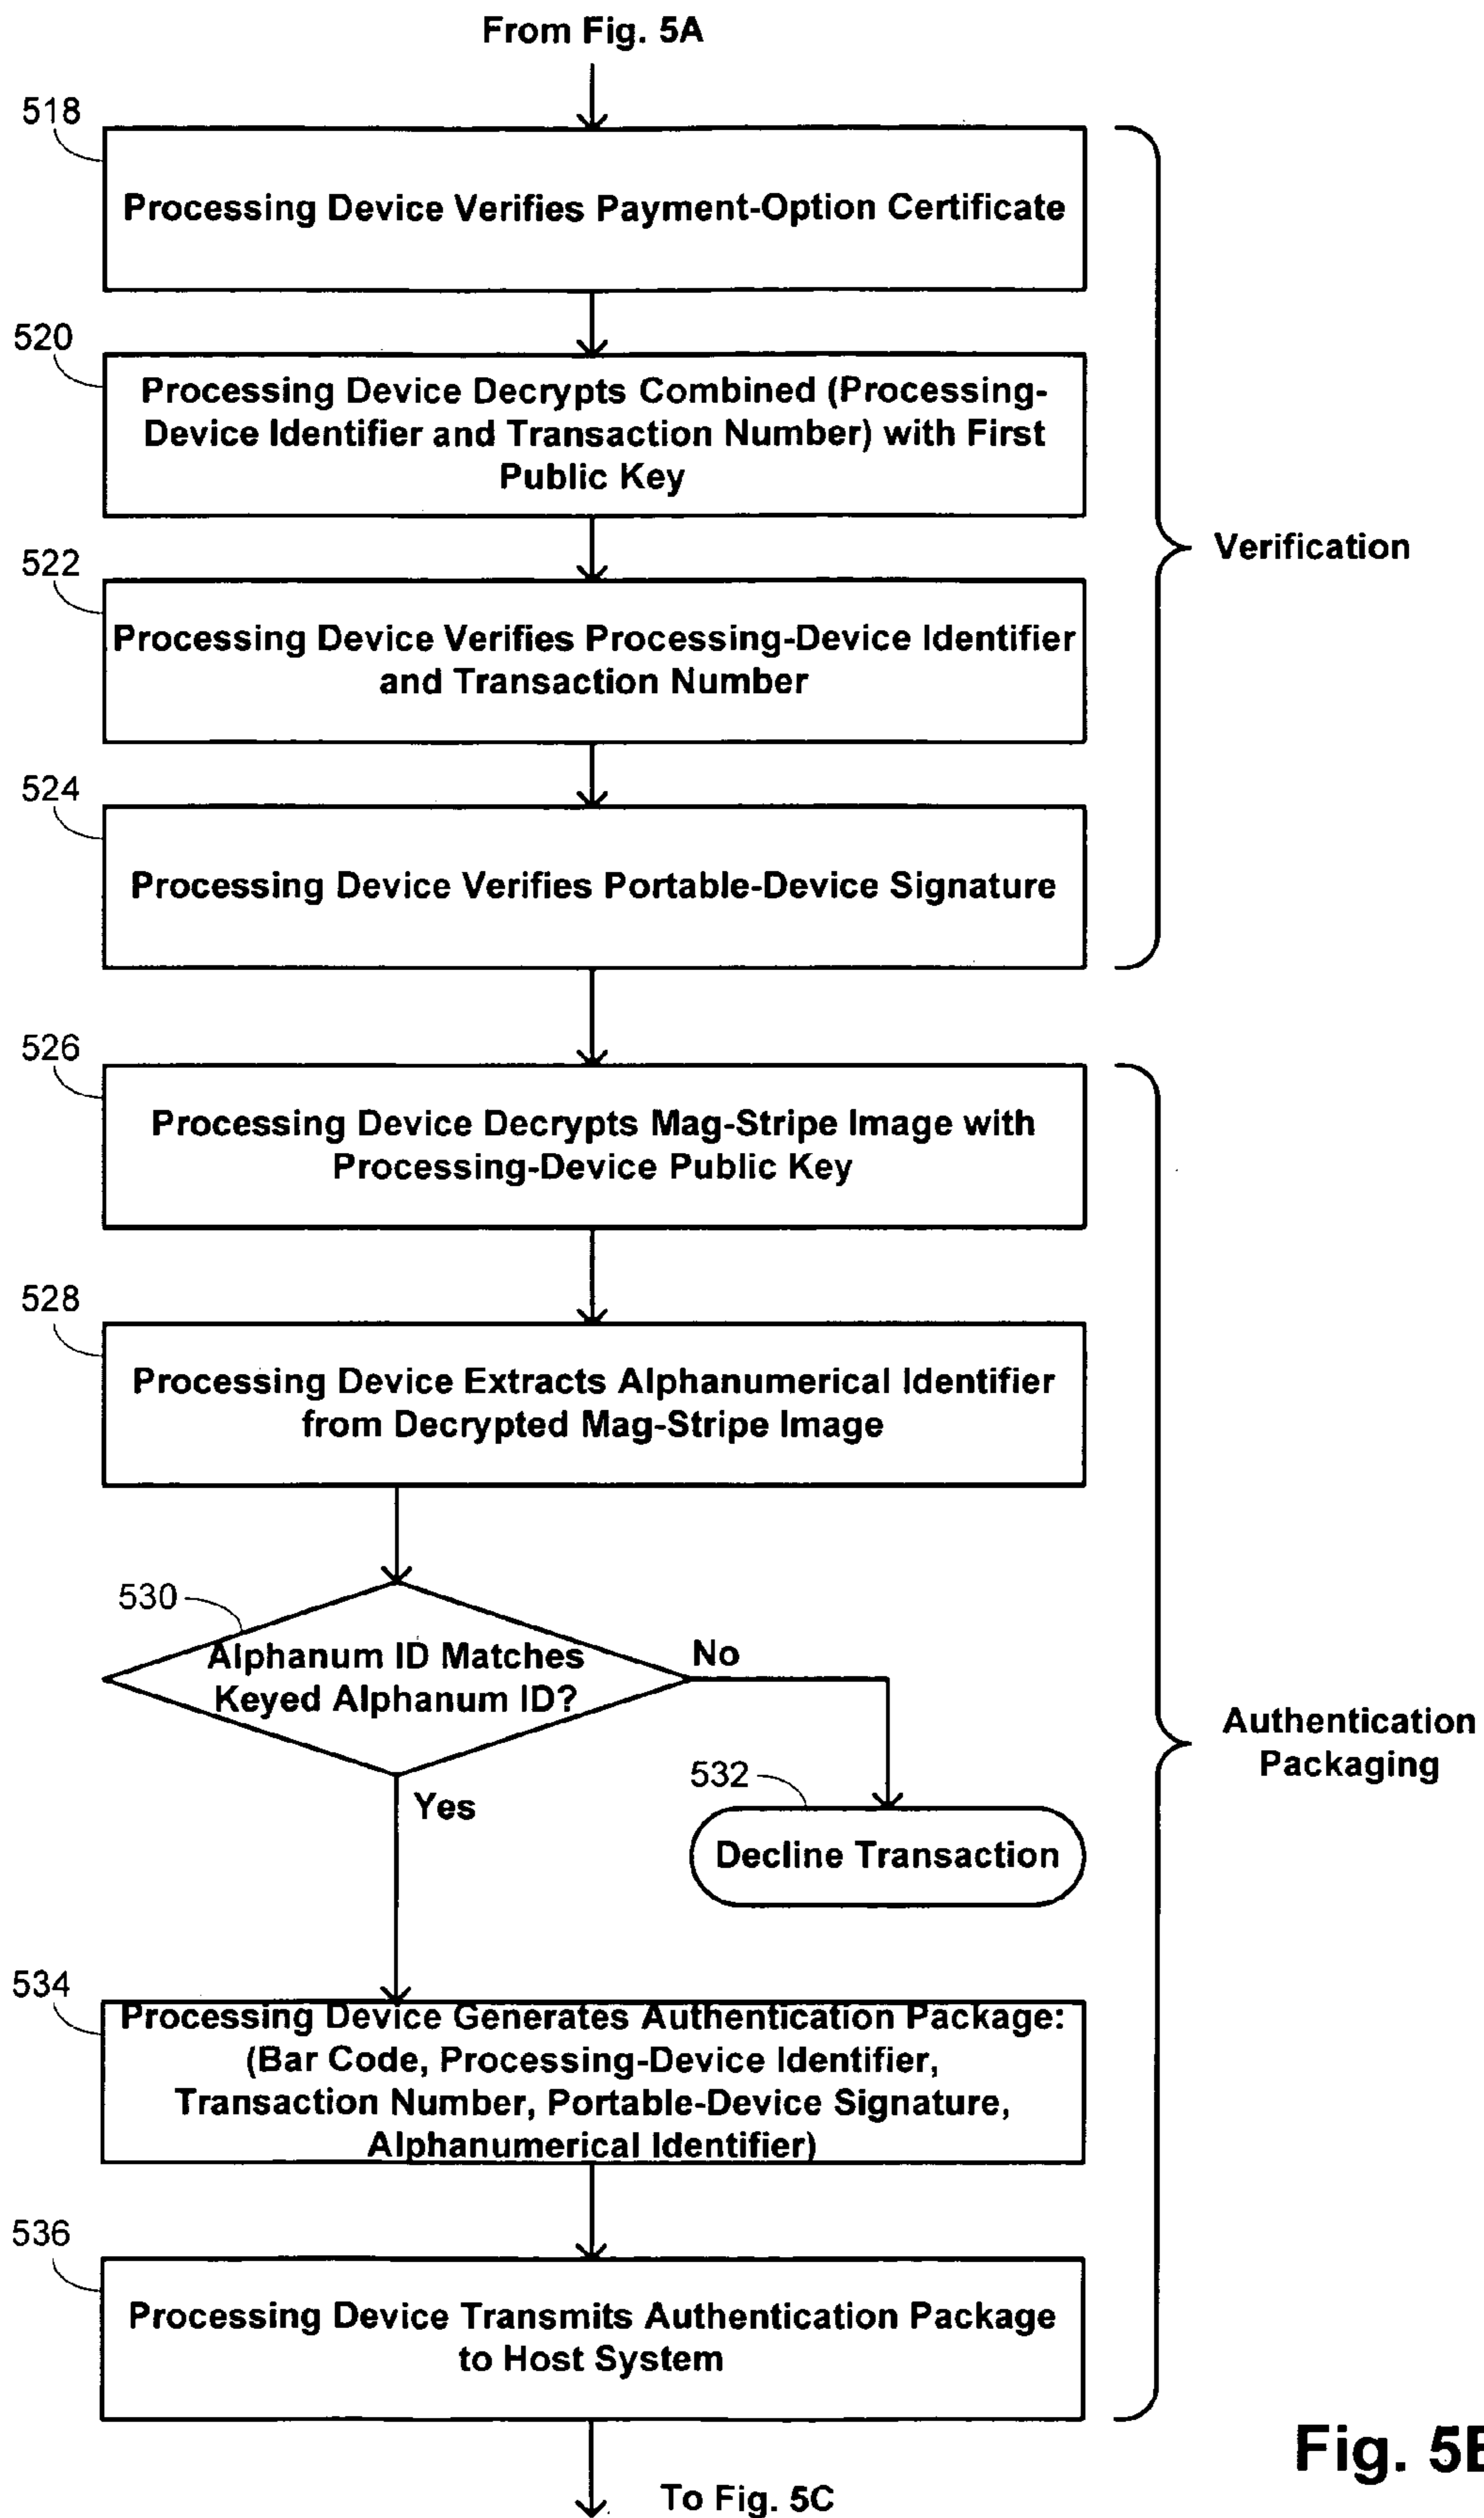 From Fig. 5A
518
Processing Device Verifies Payment-Option Certificate
520
Processing Device Decrypts Combined (Processing-
Device Identifier and Transaction Number) with First
Public Key
Verification
522
Processing Device Verifies Processing-Device Identifier
and Transaction Number
524
Processing Device Verifies Portable-Device Signature
526
Processing Device Decrypts Mag-Stripe Image with
Processing-Device Public Key
528
Processing Device Extracts Alphanumerical Identifier
from Decrypted Mag-Stripe Image
530
Alphanum ID Matches
Keyed Alphanum ID?
No
Authentication
Packaging
532
Yes
Decline Transaction
534
Processing Device Generates Authentication Package:
(Bar Code, Processing-Device Identifier,
Transaction Number, Portable-Device Signature,
Alphanumerical Identifier)
536
Processing Device Transmits Authentication Package
to Host System
Fig. 5B
To Fig. 5C